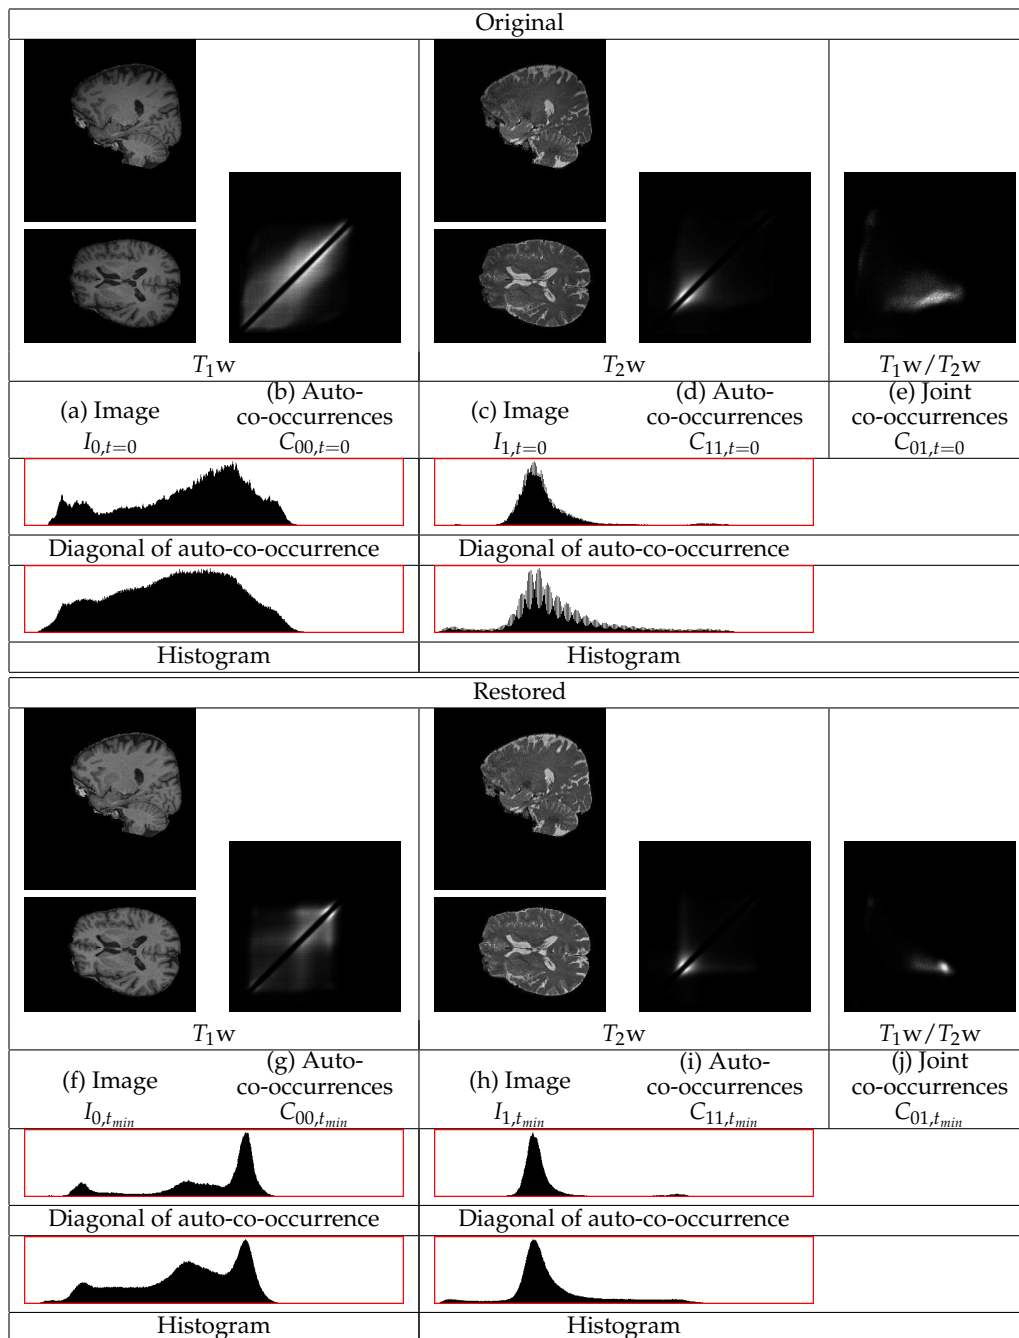 Original
T₁w T₂w T₁w/T₂w
(b) Auto- (d) Auto- (e) Joint
(a) Image co-occurrences (c) Image co-occurrences co-occurrences
I₀,ₜ₌₀ C₀₀,ₜ₌₀ I₁,ₜ₌₀ C₁₁,ₜ₌₀ C₀₁,ₜ₌₀
Diagonal of auto-co-occurrence Diagonal of auto-co-occurrence
Histogram Histogram
Restored
T₁w T₂w T₁w/T₂w
(g) Auto- (i) Auto- (j) Joint
(f) Image co-occurrences (h) Image co-occurrences co-occurrences
I₀,ₜₘᵢₙ C₀₀,ₜₘᵢₙ I₁,ₜₘᵢₙ C₁₁,ₜₘᵢₙ C₀₁,ₜₘᵢₙ
Diagonal of auto-co-occurrence Diagonal of auto-co-occurrence
Histogram Histogram